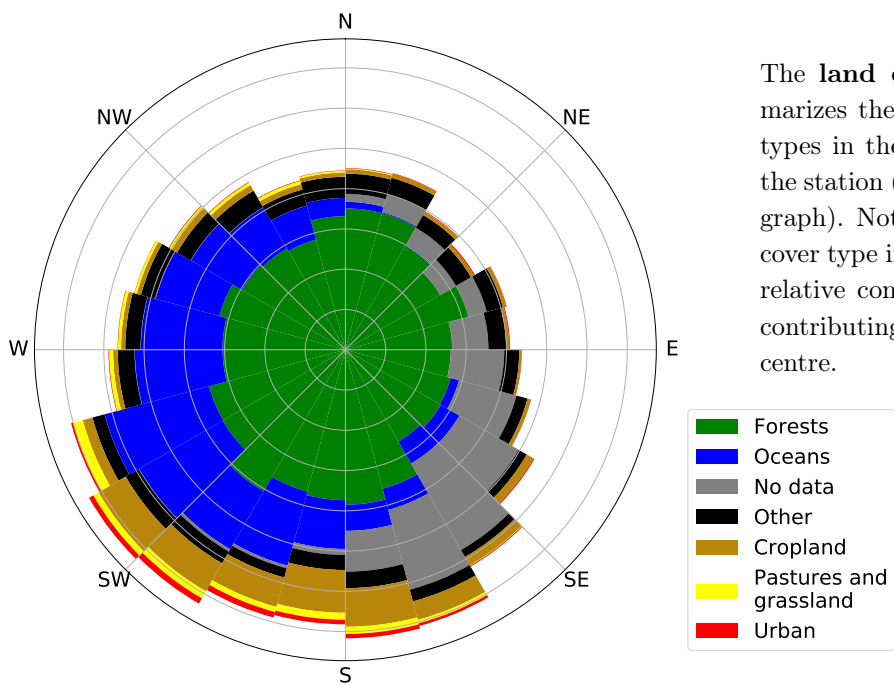 N
NW
NE
W
E
SW
SE
S
The land
marizes the
types in the
the station (
graph). Not
cover type i
relative con
contributing
centre.
Forests
Oceans
No data
Other
Cropland
Pastures and
grassland
Urban